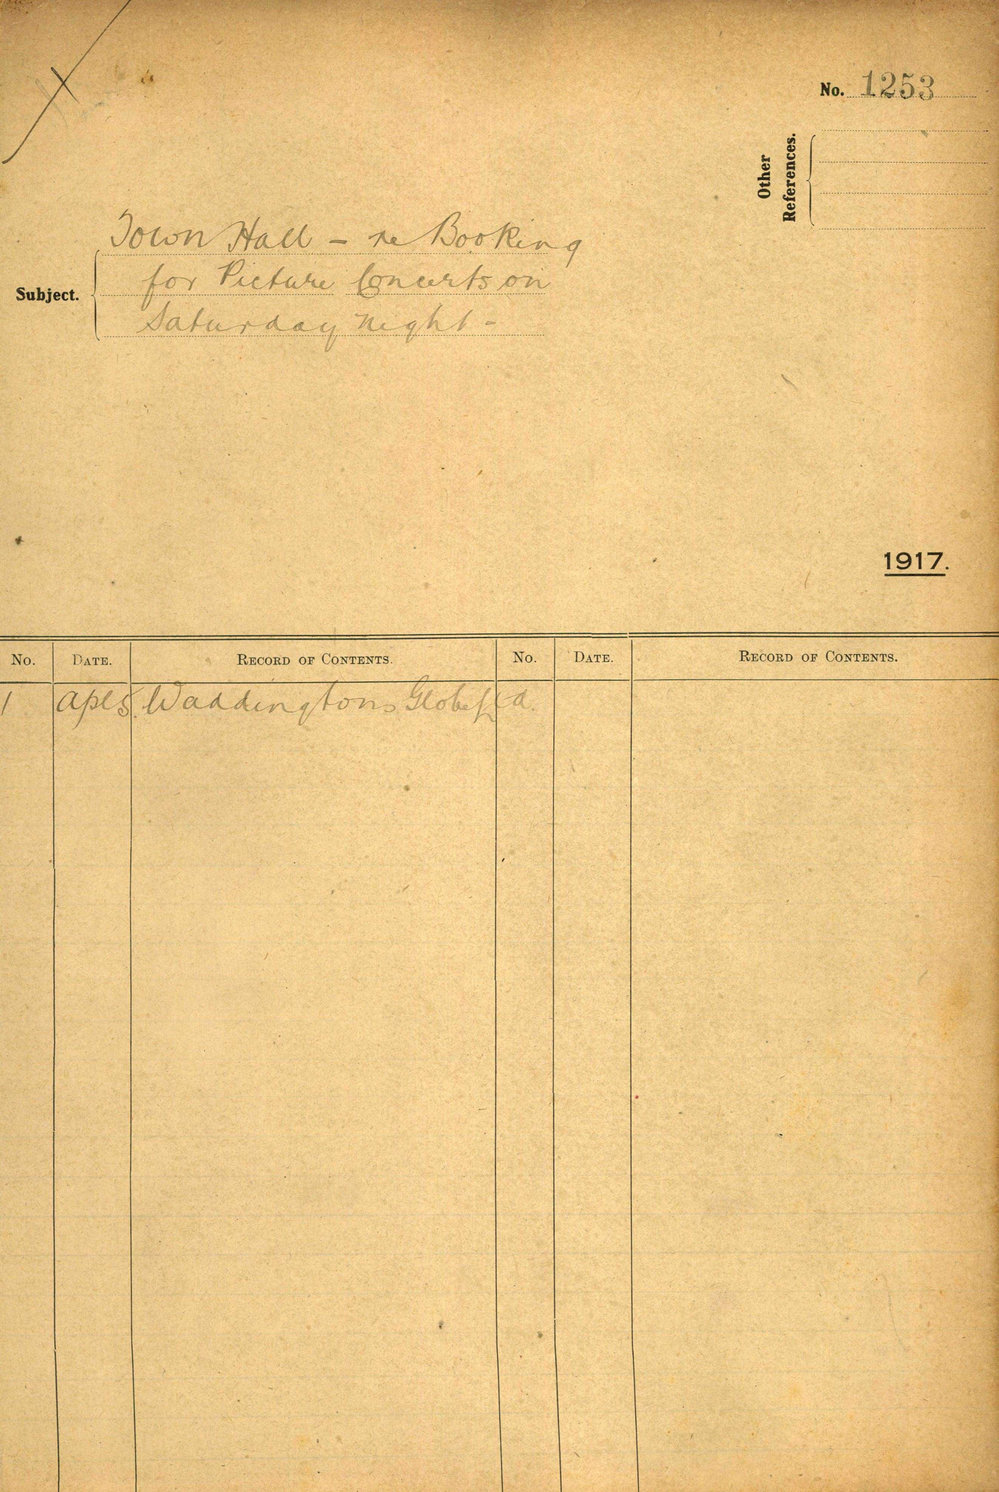 No. 1253
Other
References.
Town Hall - re Booking
Subject.
for Picture Concerts on
Saturday Night -
1917.
No. DATE. RECORD OF CONTENTS. No. DATE. RECORD OF CONTENTS.
1 Apl 5 Waddingtons Globe Ltd.